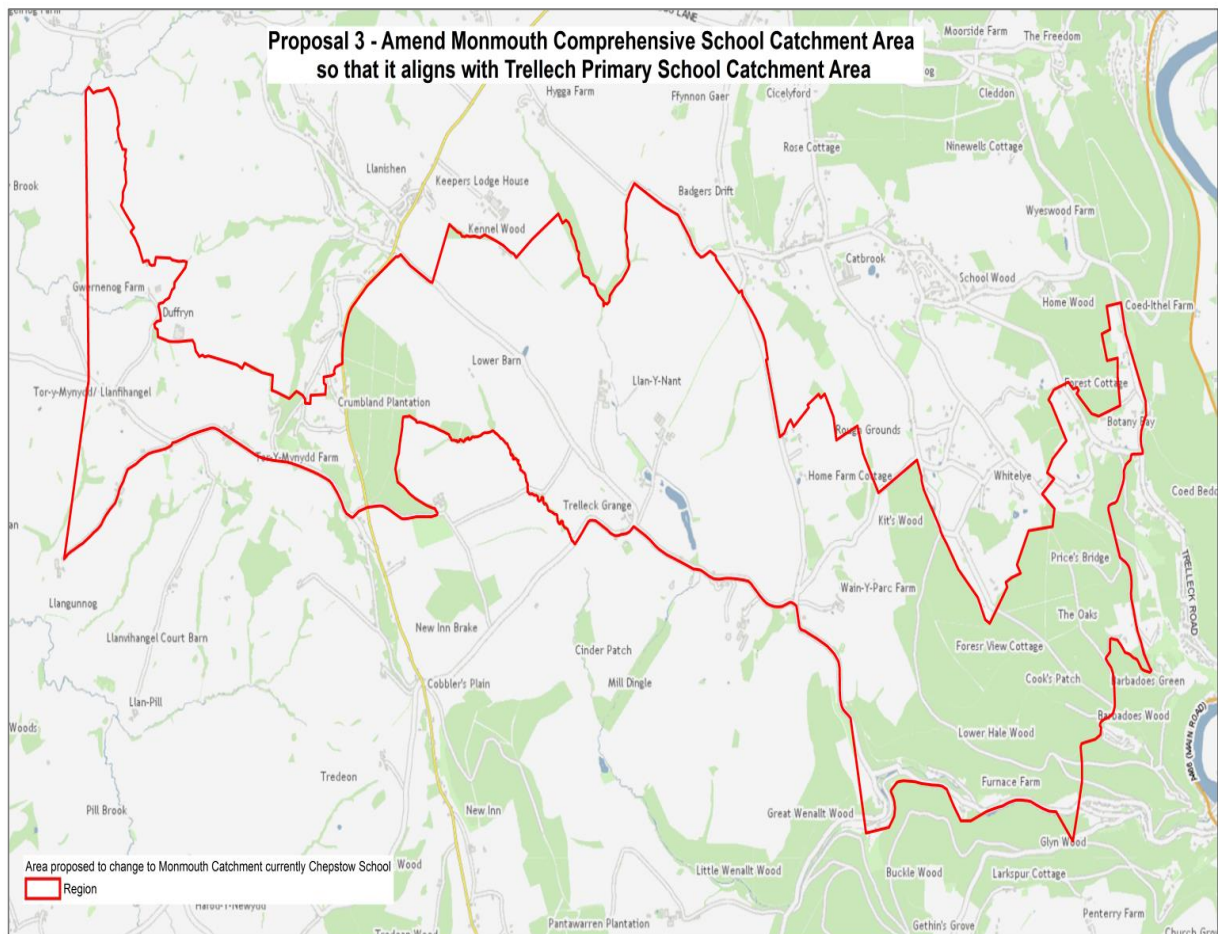 Proposal 3 - Amend Monmouth Comprehensive School Catchment Area
so that it aligns with Trellech Primary School Catchment Area
LANE
Moorside Farm
The Freedom
Hygga Farm
Ffynnon Gaer
Cicelyford
Cleddon
Rose Cottage
Ninewells Cottage
Llanishen
Keepers Lodge House
Badgers Drift
Brook
Kennel Wood
Wyeswood Farm
Catbrook
School Wood
Gwernenog Farm
Duffryn
Home Wood
Coed-Ithel Farm
Lower Barn
Llan-Y-Nant
Tor-y-Mynydd/ Llanfihangel
Forest Cottage
Crumbland Plantation
Botany Bay
Rough Grounds
Tor-Y-Mynydd Farm
Home Farm Cottage
Whitelye
Coed Bedd
Trelleck Grange
Kit's Wood
Price's Bridge
TRELLECK ROAD
Wain-Y-Parc Farm
Llangunnog
The Oaks
New Inn Brake
Llanvihangel Court Barn
Foresr View Cottage
Cinder Patch
Cobbler's Plain
Mill Dingle
Cook's Patch
Barbadoes Green
Llan-Pill
Barbadoes Wood
Woods
Lower Hale Wood
A466 (MAIN ROAD)
Tredeon
Furnace Farm
Pill Brook
New Inn
Great Wenallt Wood
Glyn Wood
Area proposed to change to Monmouth Catchment currently Chepstow School
Region
Wood
Little Wenallt Wood
Buckle Wood
Larkspur Cottage
Penterry Farm
Pantawarren Plantation
Gethin's Grove